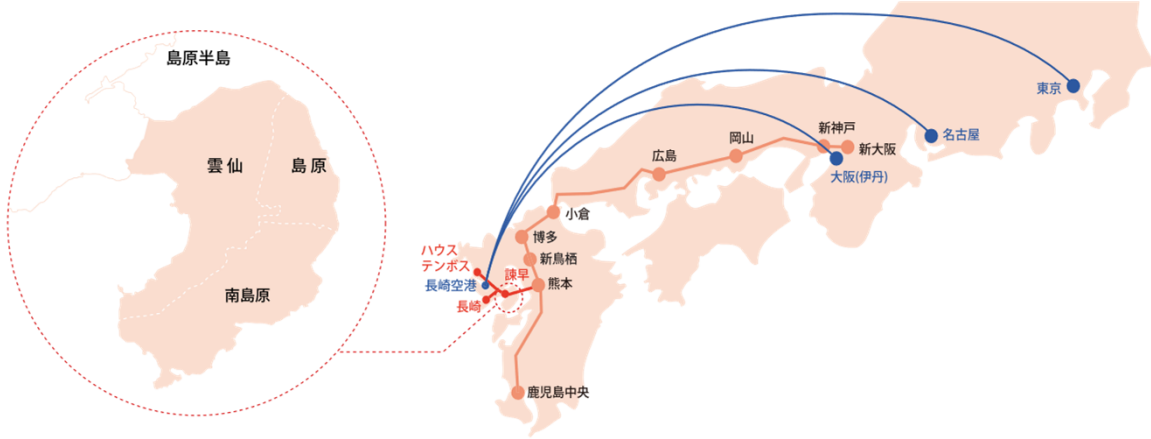 島原半島
雲仙
島原
南島原
東京
名古屋
新神戸
新大阪
大阪(伊丹)
岡山
広島
小倉
博多
新鳥栖
ハウス
テンボス
諫早
長崎空港
熊本
長崎
鹿児島中央